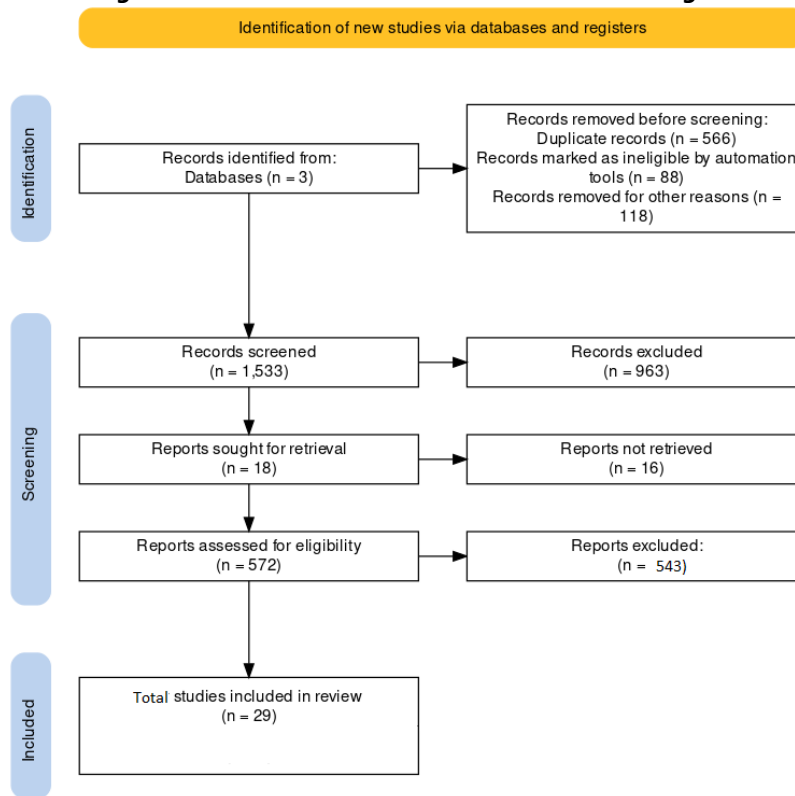 Identification of new studies via databases and registers
Identification
Records identified from:
Databases (n = 3)
Records removed before screening:
Duplicate records (n = 566)
Records marked as ineligible by automation
tools (n = 88)
Records removed for other reasons (n =
118)
Screening
Records screened
(n = 1,533)
Records excluded
(n = 963)
Reports sought for retrieval
(n = 18)
Reports not retrieved
(n = 16)
Reports assessed for eligibility
(n = 572)
Reports excluded:
(n = 543)
Included
Total studies included in review
(n = 29)